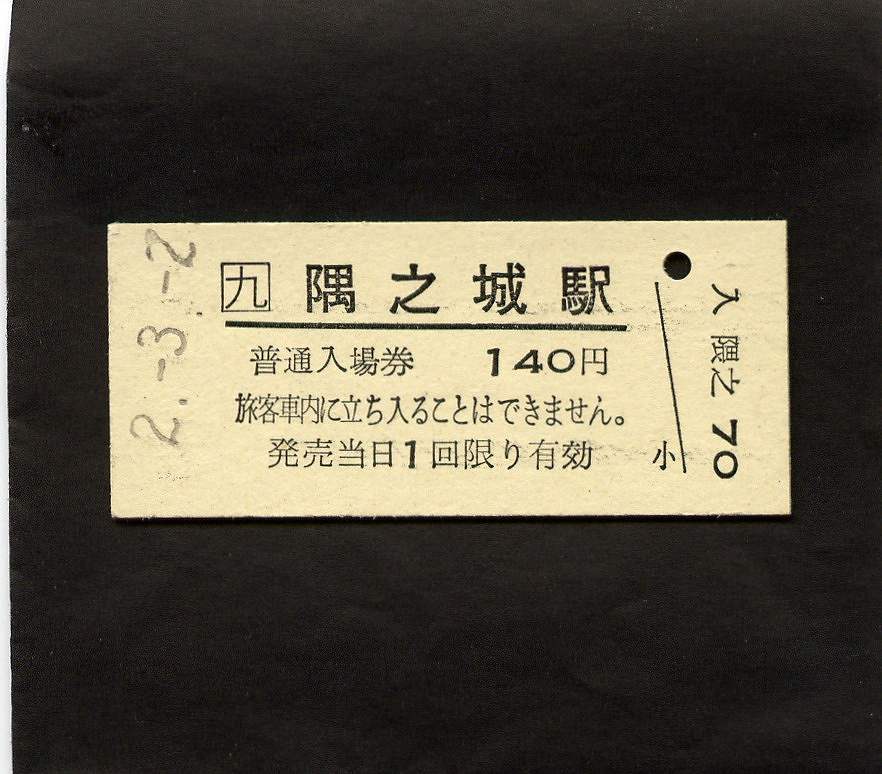 2.-3.-2
九 隈之城駅
普通入場券 140円
旅客車内に立ち入ることはできません。
発売当日1回限り有効
小
入 隈之 70